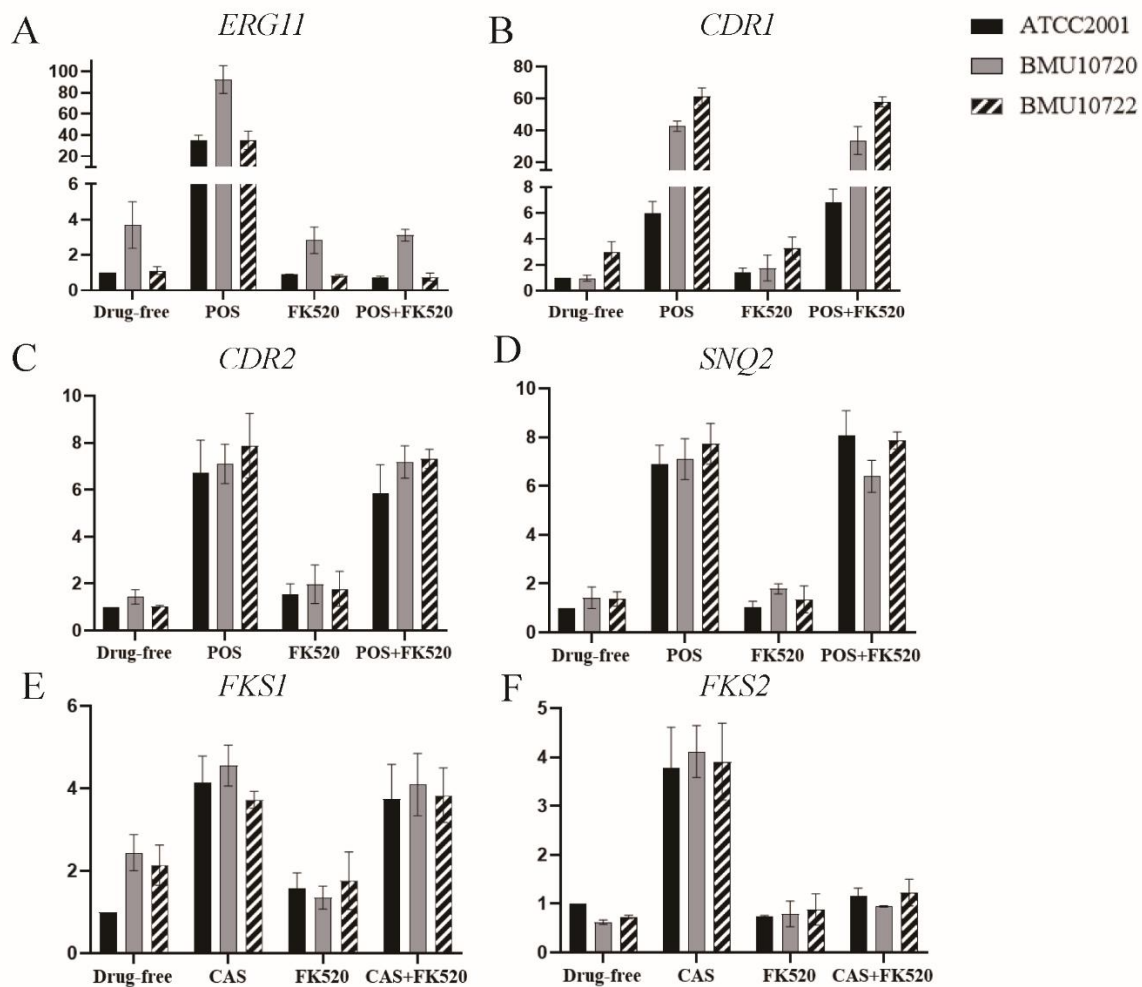 A ERG11
100
80
60
40
20
6
4
2
0
Drug-free POS FK520 POS+FK520
B CDR1
80
60
40
20
8
6
4
2
0
Drug-free POS FK520 POS+FK520
ATCC2001
BMU10720
BMU10722
C CDR2
10
8
6
4
2
0
Drug-free POS FK520 POS+FK520
D SNQ2
10
8
6
4
2
0
Drug-free POS FK520 POS+FK520
E FKS1
6
4
2
0
Drug-free CAS FK520 CAS+FK520
F FKS2
5
4
3
2
1
0
Drug-free CAS FK520 CAS+FK520